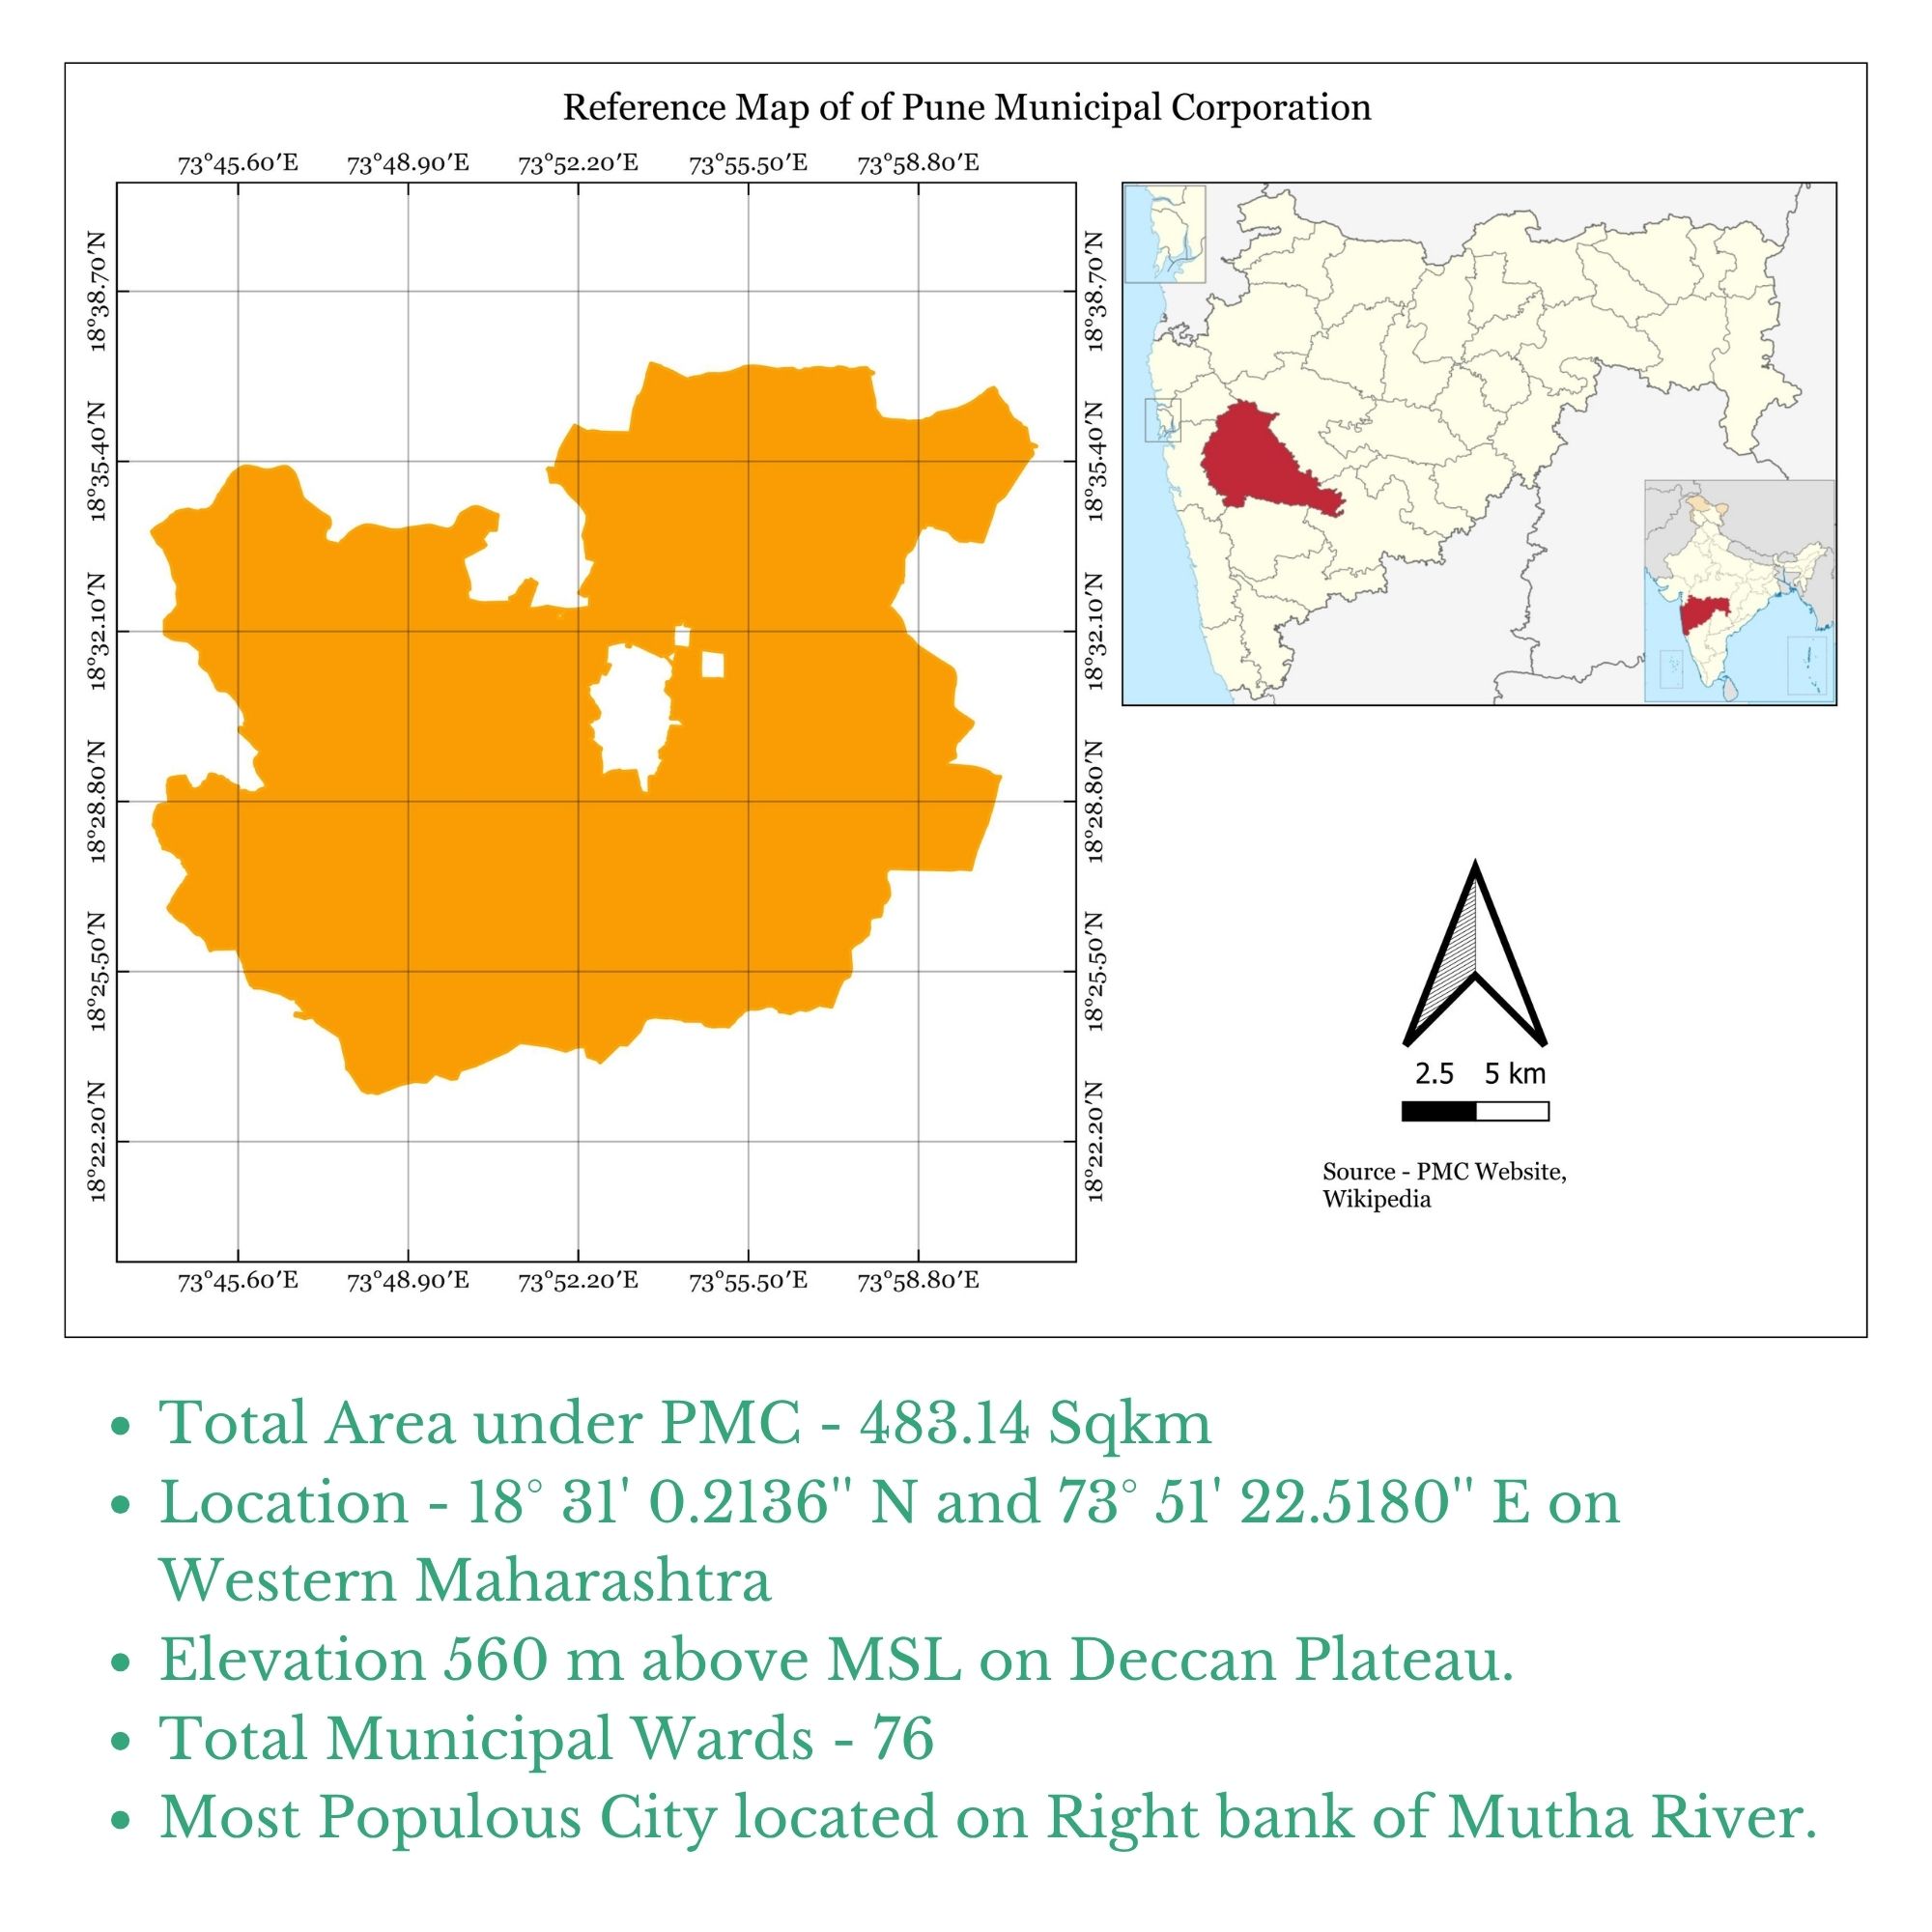 Reference Map of of Pune Municipal Corporation
73°45.60'E 73°48.90'E 73°52.20'E 73°55.50'E 73°58.80'E
18°38.70'N 18°38.70'N
18°35.40'N 18°35.40'N
18°32.10'N 18°32.10'N
18°28.80'N 18°28.80'N
18°25.50'N 18°25.50'N
18°22.20'N 18°22.20'N
73°45.60'E 73°48.90'E 73°52.20'E 73°55.50'E 73°58.80'E
2.5 5 km
Source - PMC Website,
Wikipedia
• Total Area under PMC - 483.14 Sqkm
• Location - 18° 31' 0.2136" N and 73° 51' 22.5180" E on
Western Maharashtra
• Elevation 560 m above MSL on Deccan Plateau.
• Total Municipal Wards - 76
• Most Populous City located on Right bank of Mutha River.